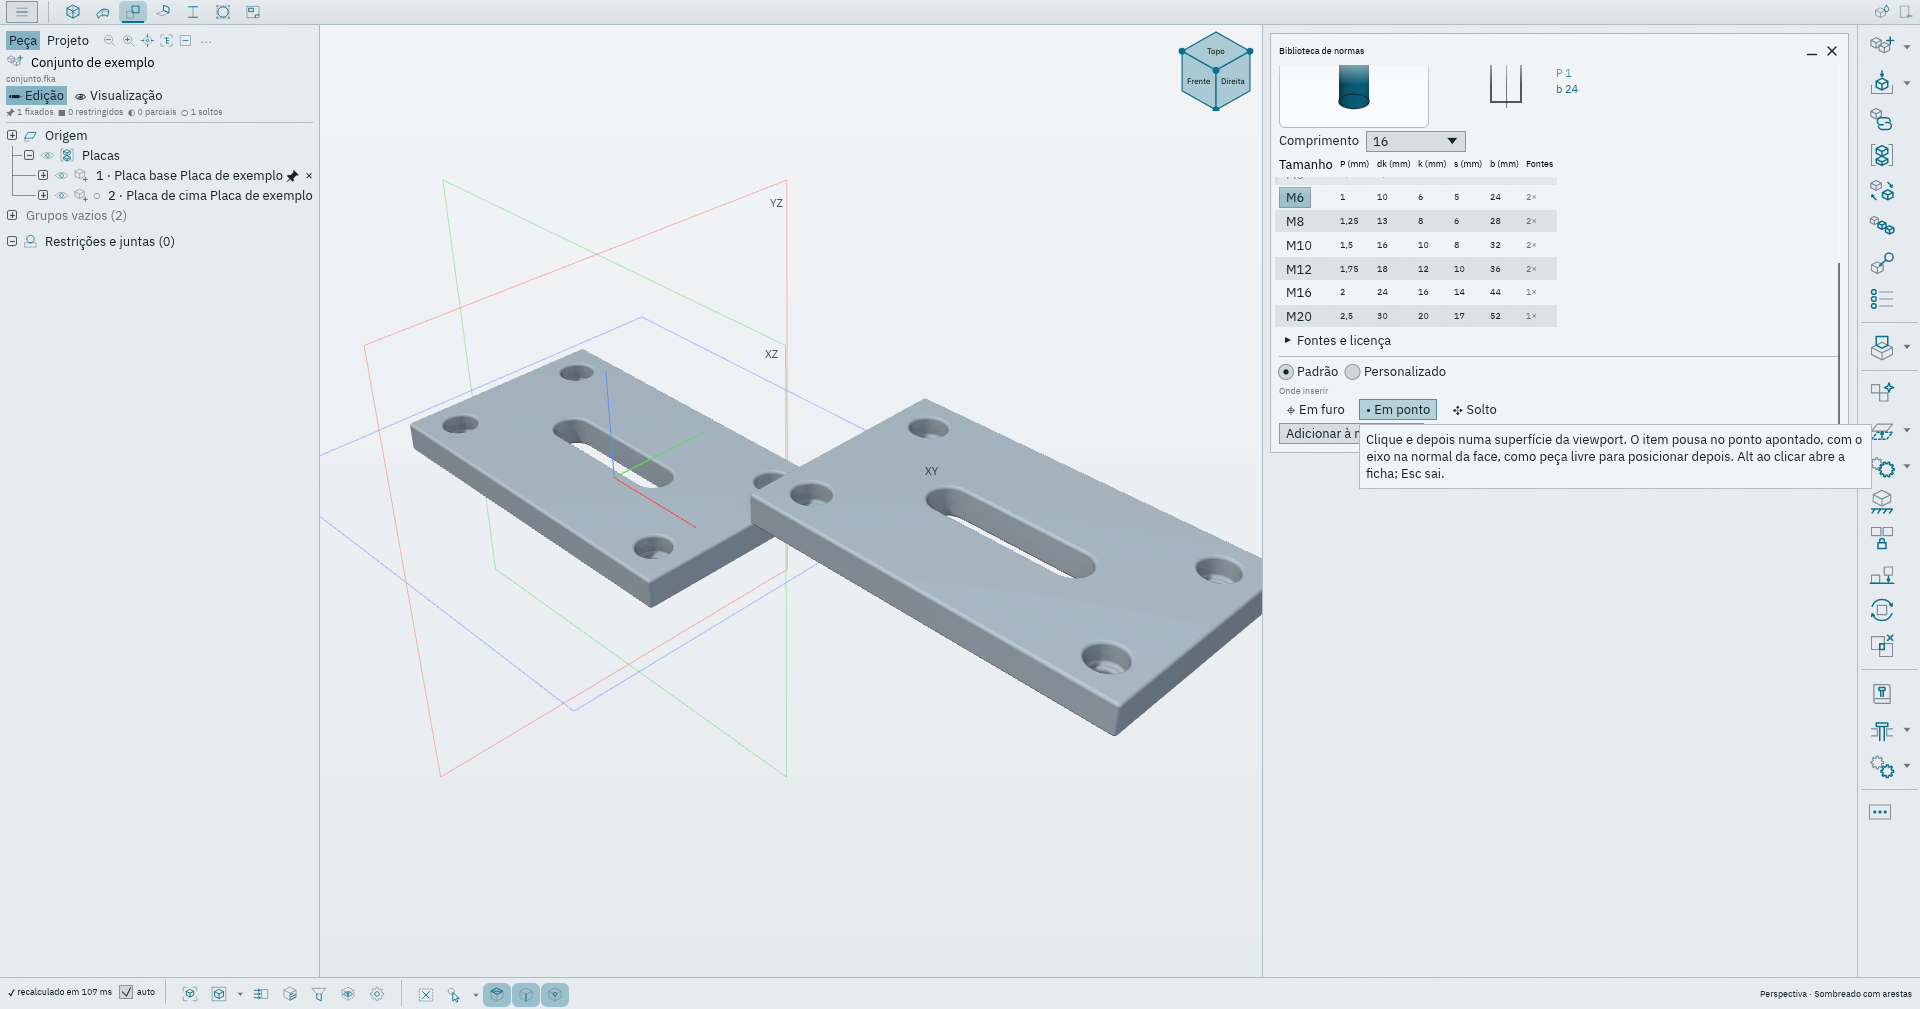 Peça Projeto
Conjunto de exemplo
conjunto.fka
Edição Visualização
1 fixados 0 restringidos 0 parciais 1 soltos
Origem
Placas
1 · Placa base Placa de exemplo
2 · Placa de cima Placa de exemplo
Grupos vazios (2)
Restrições e juntas (0)
YZ
XZ
XY
Topo
Frente Direita
Biblioteca de normas
P 1
b 24
Comprimento 16
Tamanho P (mm) dk (mm) k (mm) s (mm) b (mm) Fontes
M6 1 10 6 5 24 2×
M8 1,25 13 8 6 28 2×
M10 1,5 16 10 8 32 2×
M12 1,75 18 12 10 36 2×
M16 2 24 16 14 44 1×
M20 2,5 30 20 17 52 1×
Fontes e licença
Padrão Personalizado
Onde inserir
Em furo Em ponto Solto
Adicionar à
Clique e depois numa superfície da viewport. O item pousa no ponto apontado, com o
eixo na normal da face, como peça livre para posicionar depois. Alt ao clicar abre a
ficha; Esc sai.
recalculado em 107 ms auto
Perspectiva · Sombreado com arestas